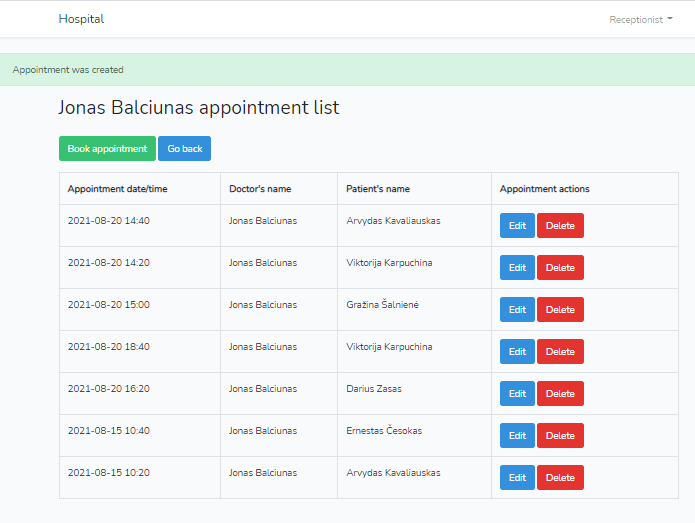 Hospital Receptionist
Appointment was created
Jonas Balciunas appointment list
Book appointment Go back
Appointment date/time Doctor's name Patient's name Appointment actions
2021-08-20 14:40 Jonas Balciunas Arvydas Kavaliauskas Edit Delete
2021-08-20 14:20 Jonas Balciunas Viktorija Karpuchina Edit Delete
2021-08-20 15:00 Jonas Balciunas Gražina Šalnienė Edit Delete
2021-08-20 18:40 Jonas Balciunas Viktorija Karpuchina Edit Delete
2021-08-20 16:20 Jonas Balciunas Darius Zasas Edit Delete
2021-08-15 10:40 Jonas Balciunas Ernestas Česokas Edit Delete
2021-08-15 10:20 Jonas Balciunas Arvydas Kavaliauskas Edit Delete